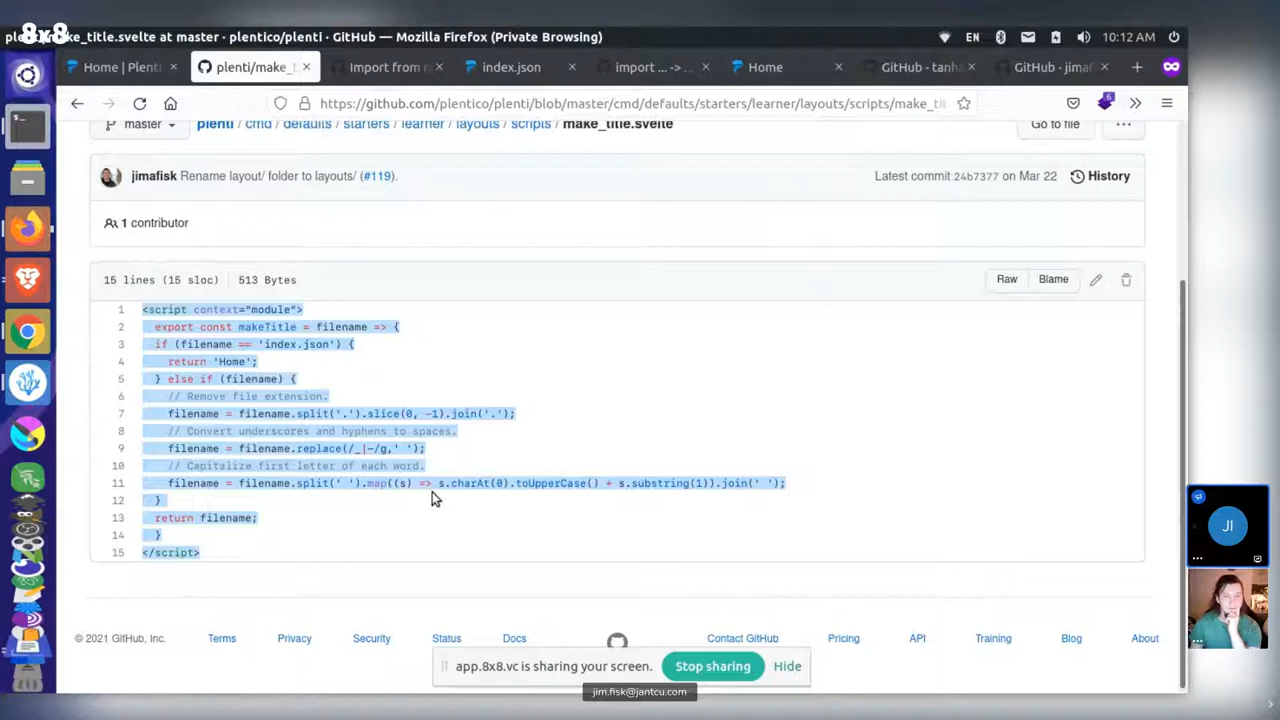 8x8
make_title.svelte at master · plentico/plenti · GitHub — Mozilla Firefox (Private Browsing)
EN
10:12 AM
Home | Plenti
plenti/make_
Import from
index.json
import ... ->
Home
GitHub - tanha
GitHub - jimaf
https://github.com/plentico/plenti/blob/master/cmd/defaults/starters/learner/layouts/scripts/make_
master
plenti / cmd / defaults / starters / learner / layouts / scripts / make_title.svelte
Go to file
jimafisk Rename layout/ folder to layouts/ (#119).
Latest commit 24b7377 on Mar 22
History
1 contributor
15 lines (15 sloc) 513 Bytes
Raw
Blame
1 <script context="module">
2 export const makeTitle = filename => {
3 if (filename == 'index.json') {
4 return 'Home';
5 } else if (filename) {
6 // Remove file extension.
7 filename = filename.split('.').slice(0, -1).join('.');
8 // Convert underscores and hyphens to spaces.
9 filename = filename.replace(/_|-/g,' ');
10 // Capitalize first letter of each word.
11 filename = filename.split(' ').map((s) => s.charAt(0).toUpperCase() + s.substring(1)).join(' ');
12 }
13 return filename;
14 }
15 </script>
© 2021 GitHub, Inc.
Terms
Privacy
Security
Status
Docs
Contact GitHub
Pricing
API
Training
Blog
About
app.8x8.vc is sharing your screen.
Stop sharing
Hide
jim.fisk@jantcu.com
JI